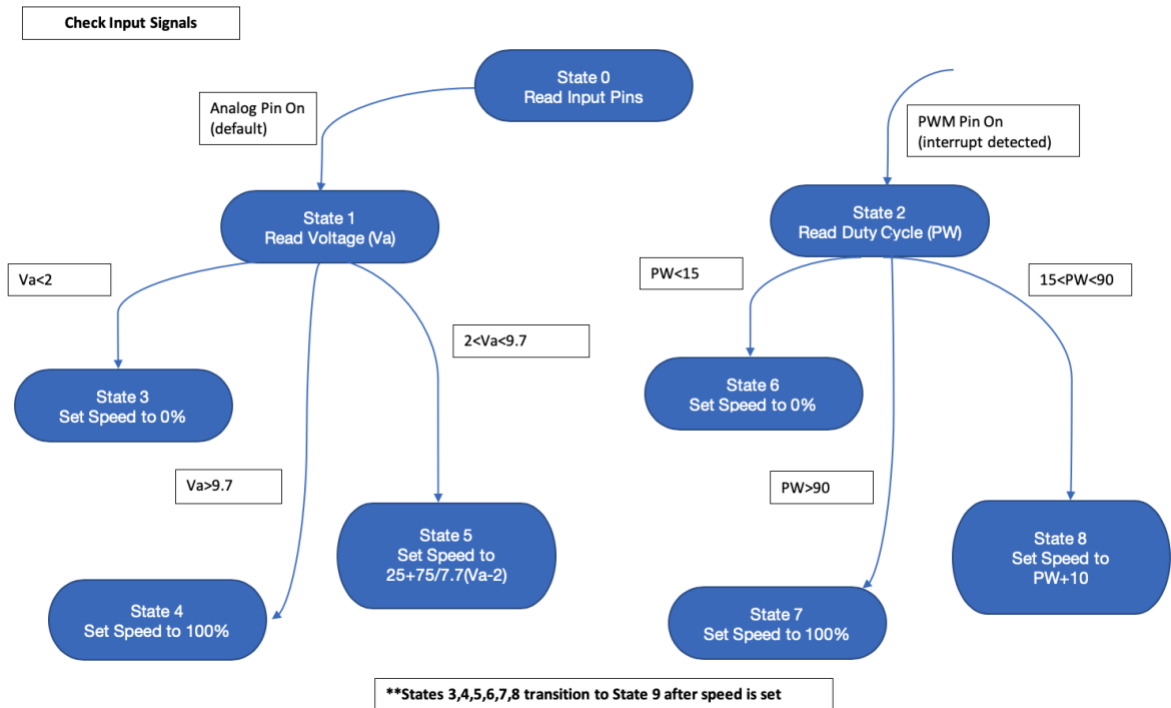 Check Input Signals
State 0
Read Input Pins
Analog Pin On
(default)
PWM Pin On
(interrupt detected)
State 1
Read Voltage (Va)
State 2
Read Duty Cycle (PW)
Va<2
2<Va<9.7
PW<15
15<PW<90
State 3
Set Speed to 0%
State 6
Set Speed to 0%
Va>9.7
PW>90
State 5
Set Speed to
25+75/7.7(Va-2)
State 8
Set Speed to
PW+10
State 4
Set Speed to 100%
State 7
Set Speed to 100%
**States 3,4,5,6,7,8 transition to State 9 after speed is set